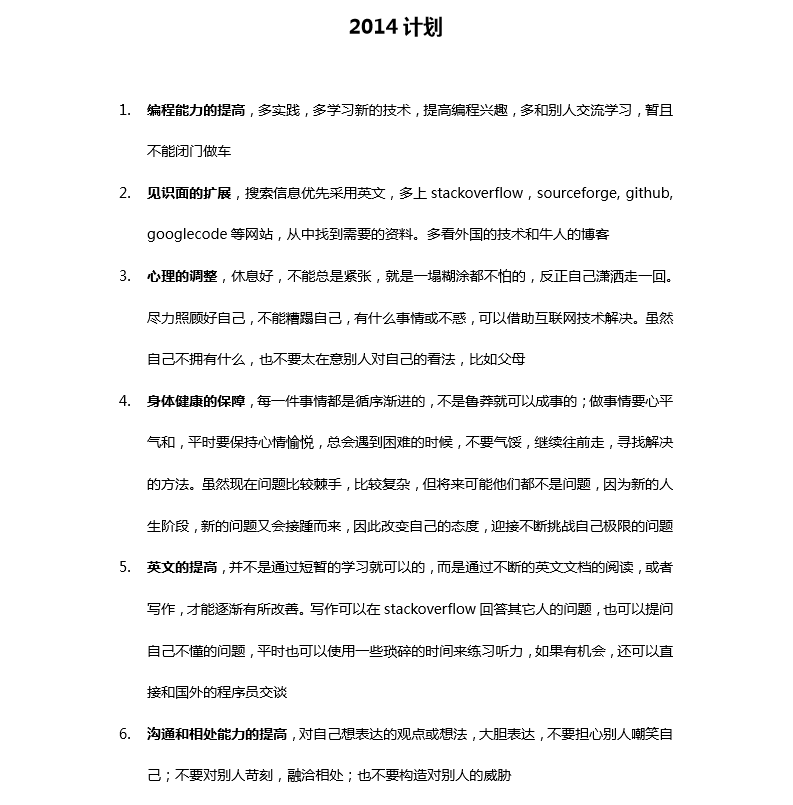 2014 计划
1. 编程能力的提高，多实践，多学习新的技术，提高编程兴趣，多和别人交流学习，暂且
不能闭门做车
2. 见识面的扩展，搜索信息优先采用英文，多上 stackoverflow，sourceforge, github,
googlecode 等网站，从中找到需要的资料。多看外国的技术和牛人的博客
3. 心理的调整，休息好，不能总是紧张，就是一塌糊涂都不怕的，反正自己潇洒走一回。
尽力照顾好自己，不能糟蹋自己，有什么事情或不惑，可以借助互联网技术解决。虽然
自己不拥有什么，也不要太在意别人对自己的看法，比如父母
4. 身体健康的保障，每一件事情都是循序渐进的，不是鲁莽就可以成事的；做事情要心平
气和，平时要保持心情愉悦，总会遇到困难的时候，不要气馁，继续往前走，寻找解决
的方法。虽然现在问题比较棘手，比较复杂，但将来可能他们都不是问题，因为新的人
生阶段，新的问题又会接踵而来，因此改变自己的态度，迎接不断挑战自己极限的问题
5. 英文的提高，并不是通过短暂的学习就可以的，而是通过不断的英文文档的阅读，或者
写作，才能逐渐有所改善。写作可以在 stackoverflow 回答其它人的问题，也可以提问
自己不懂的问题，平时也可以使用一些琐碎的时间来练习听力，如果有机会，还可以直
接和国外的程序员交谈
6. 沟通和相处能力的提高，对自己想表达的观点或想法，大胆表达，不要担心别人嘲笑自
己；不要对别人苛刻，融洽相处；也不要构造对别人的威胁